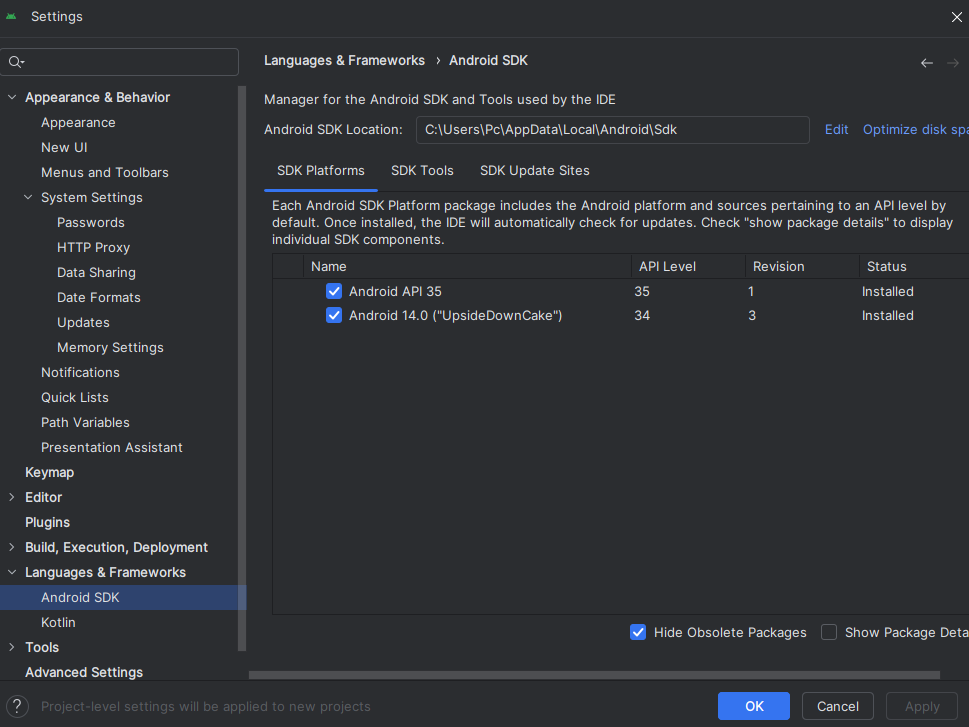 Settings
Languages & Frameworks › Android SDK
Manager for the Android SDK and Tools used by the IDE
Android SDK Location: C:\Users\Pc\AppData\Local\Android\Sdk Edit Optimize disk spa
SDK Platforms SDK Tools SDK Update Sites
Each Android SDK Platform package includes the Android platform and sources pertaining to an API level by
default. Once installed, the IDE will automatically check for updates. Check "show package details" to display
individual SDK components.
Name API Level Revision Status
Android API 35 35 1 Installed
Android 14.0 ("UpsideDownCake") 34 3 Installed
Hide Obsolete Packages Show Package Deta
Appearance & Behavior
Appearance
New UI
Menus and Toolbars
System Settings
Passwords
HTTP Proxy
Data Sharing
Date Formats
Updates
Memory Settings
Notifications
Quick Lists
Path Variables
Presentation Assistant
Keymap
Editor
Plugins
Build, Execution, Deployment
Languages & Frameworks
Android SDK
Kotlin
Tools
Advanced Settings
? Project-level settings will be applied to new projects
OK Cancel Apply